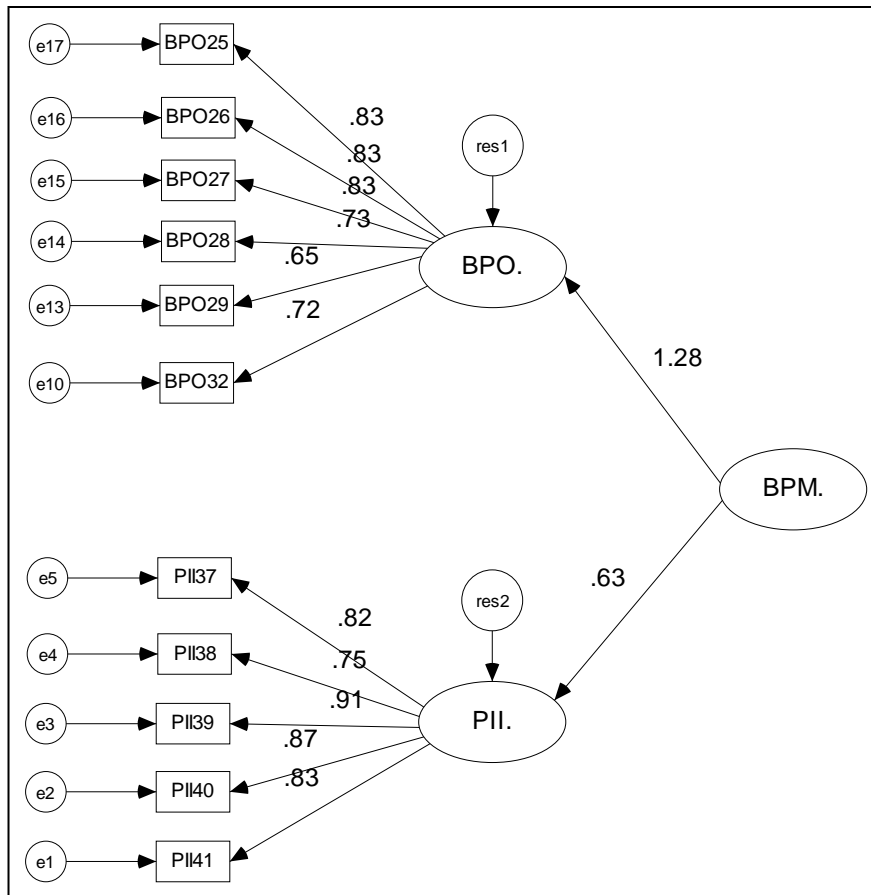 e17
BPO25
e16
BPO26
e15
BPO27
e14
BPO28
e13
BPO29
e10
BPO32
.83
.83
.83
.73
.65
.72
res1
BPO.
1.28
BPM.
.63
e5
PII37
e4
PII38
e3
PII39
e2
PII40
e1
PII41
.82
.75
.91
.87
.83
res2
PII.